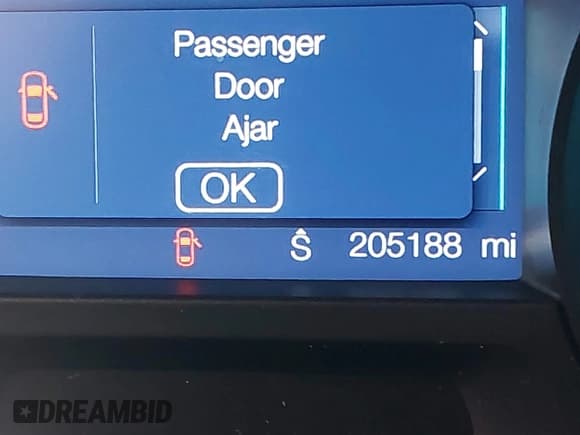 Passenger
Door
Ajar
OK
S 205188 mi
DREAMBID